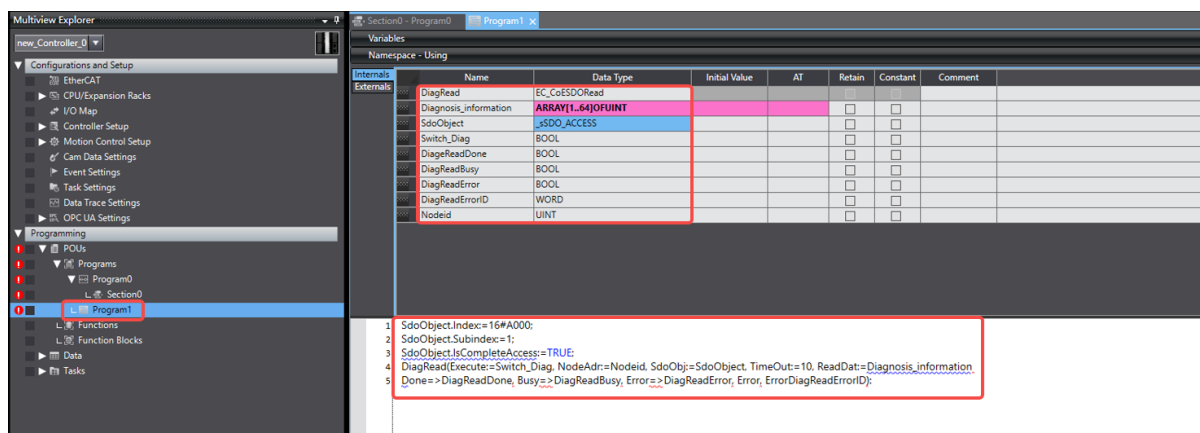 Multiview Explorer
new_Controller_0
Configurations and Setup
EtherCAT
CPU/Expansion Racks
I/O Map
Controller Setup
Motion Control Setup
Cam Data Settings
Event Settings
Task Settings
Data Trace Settings
OPC UA Settings
Programming
POUs
Programs
Program0
Section0
Program1
Functions
Function Blocks
Data
Tasks
Section0 - Program0 Program1
Variables
Namespace - Using
Internals
Externals
Name Data Type Initial Value AT Retain Constant Comment
DiagRead EC_CoESDORead
Diagnosis_information ARRAY[1..64]OFUINT
SdoObject _sSDO_ACCESS
Switch_Diag BOOL
DiageReadDone BOOL
DiagReadBusy BOOL
DiagReadError BOOL
DiagReadErrorID WORD
Nodeid UINT
1 SdoObject.Index:=16#A000;
2 SdoObject.Subindex:=1;
3 SdoObject.IsCompleteAccess:=TRUE;
4 DiagRead(Execute:=Switch_Diag, NodeAdr:=Nodeid, SdoObj:=SdoObject, TimeOut:=10, ReadDat:=Diagnosis_information
5 Done=>DiagReadDone, Busy=>DiagReadBusy, Error=>DiagReadError, Error, ErrorDiagReadErrorID):